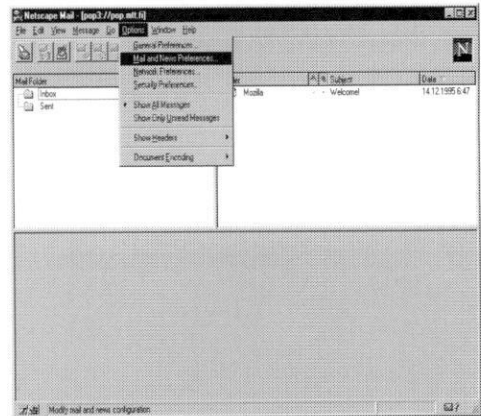 Netscape Mail - [pop3://pop.mtt.fi]
File Edit View Message Go Options Window Help
General Preferences...
Mail and News Preferences...
Network Preferences...
Security Preferences...
Show All Messages
Show Only Unread Messages
Show Headers
Document Encoding
Mail Folder
Inbox
Sent
Subject Date
Mozilla Welcome! 14.12.1995 6:47
N
Modify mail and news configuration